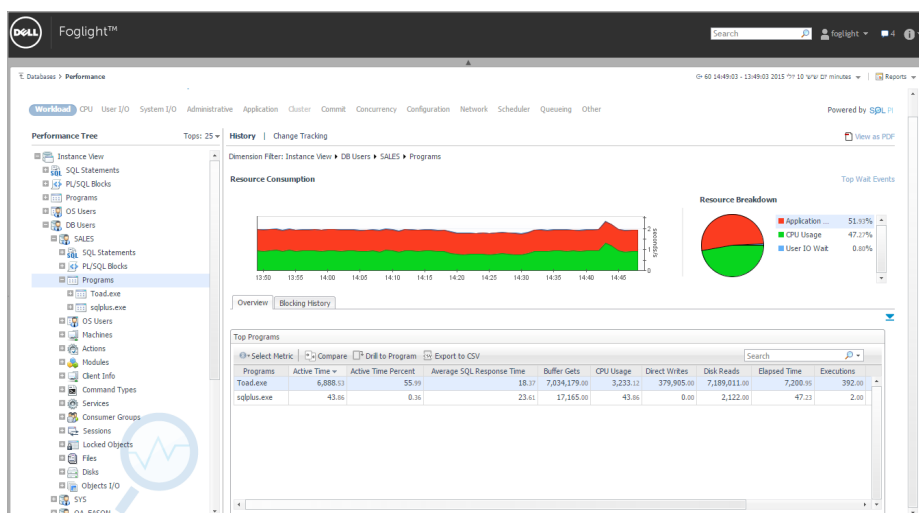 DELL Foglight™ Search foglight 4
Databases > Performance 60 14:49:03 - 13:49:03 2015 יום שישי 10 יולי minutes Reports
Workload CPU User I/O System I/O Administrative Application Cluster Commit Concurrency Configuration Network Scheduler Queueing Other Powered by SQL PI
Performance Tree Tops: 25 History | Change Tracking View as PDF
Instance View
SQL Statements
PL/SQL Blocks
Programs
OS Users
DB Users
SALES
SQL Statements
PL/SQL Blocks
Programs
Toad.exe
sqlplus.exe
OS Users
Machines
Actions
Modules
Client Info
Command Types
Services
Consumer Groups
Sessions
Locked Objects
Files
Disks
Objects I/O
SYS
Dimension Filter: Instance View ▸ DB Users ▸ SALES ▸ Programs
Resource Consumption Top Wait Events
Resource Breakdown
2
1
0
seconds/s
13:50 13:55 14:00 14:05 14:10 14:15 14:20 14:25 14:30 14:35 14:40 14:45
Application ... 51.93%
CPU Usage 47.27%
User IO Wait 0.80%
Overview Blocking History
Top Programs
Select Metric Compare Drill to Program Export to CSV Search
Programs Active Time Active Time Percent Average SQL Response Time Buffer Gets CPU Usage Direct Writes Disk Reads Elapsed Time Executions
Toad.exe 6,888.53 55.99 18.37 7,034,179.00 3,233.12 379,905.00 7,189,011.00 7,200.95 392.00
sqlplus.exe 43.86 0.36 23.61 17,165.00 43.86 0.00 2,122.00 47.23 2.00